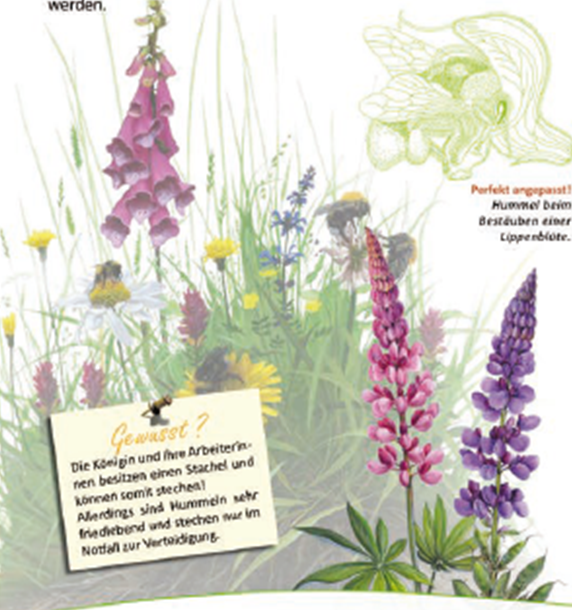 werden.
Perfekt angepasst!
Hummel beim
Bestäuben einer
Lippenblüte.
Gewusst ?
Die Königin und ihre Arbeiterin-
nen besitzen einen Stachel und
können somit stechen!
Allerdings sind Hummeln sehr
friedliebend und stechen nur im
Notfall zur Verteidigung.